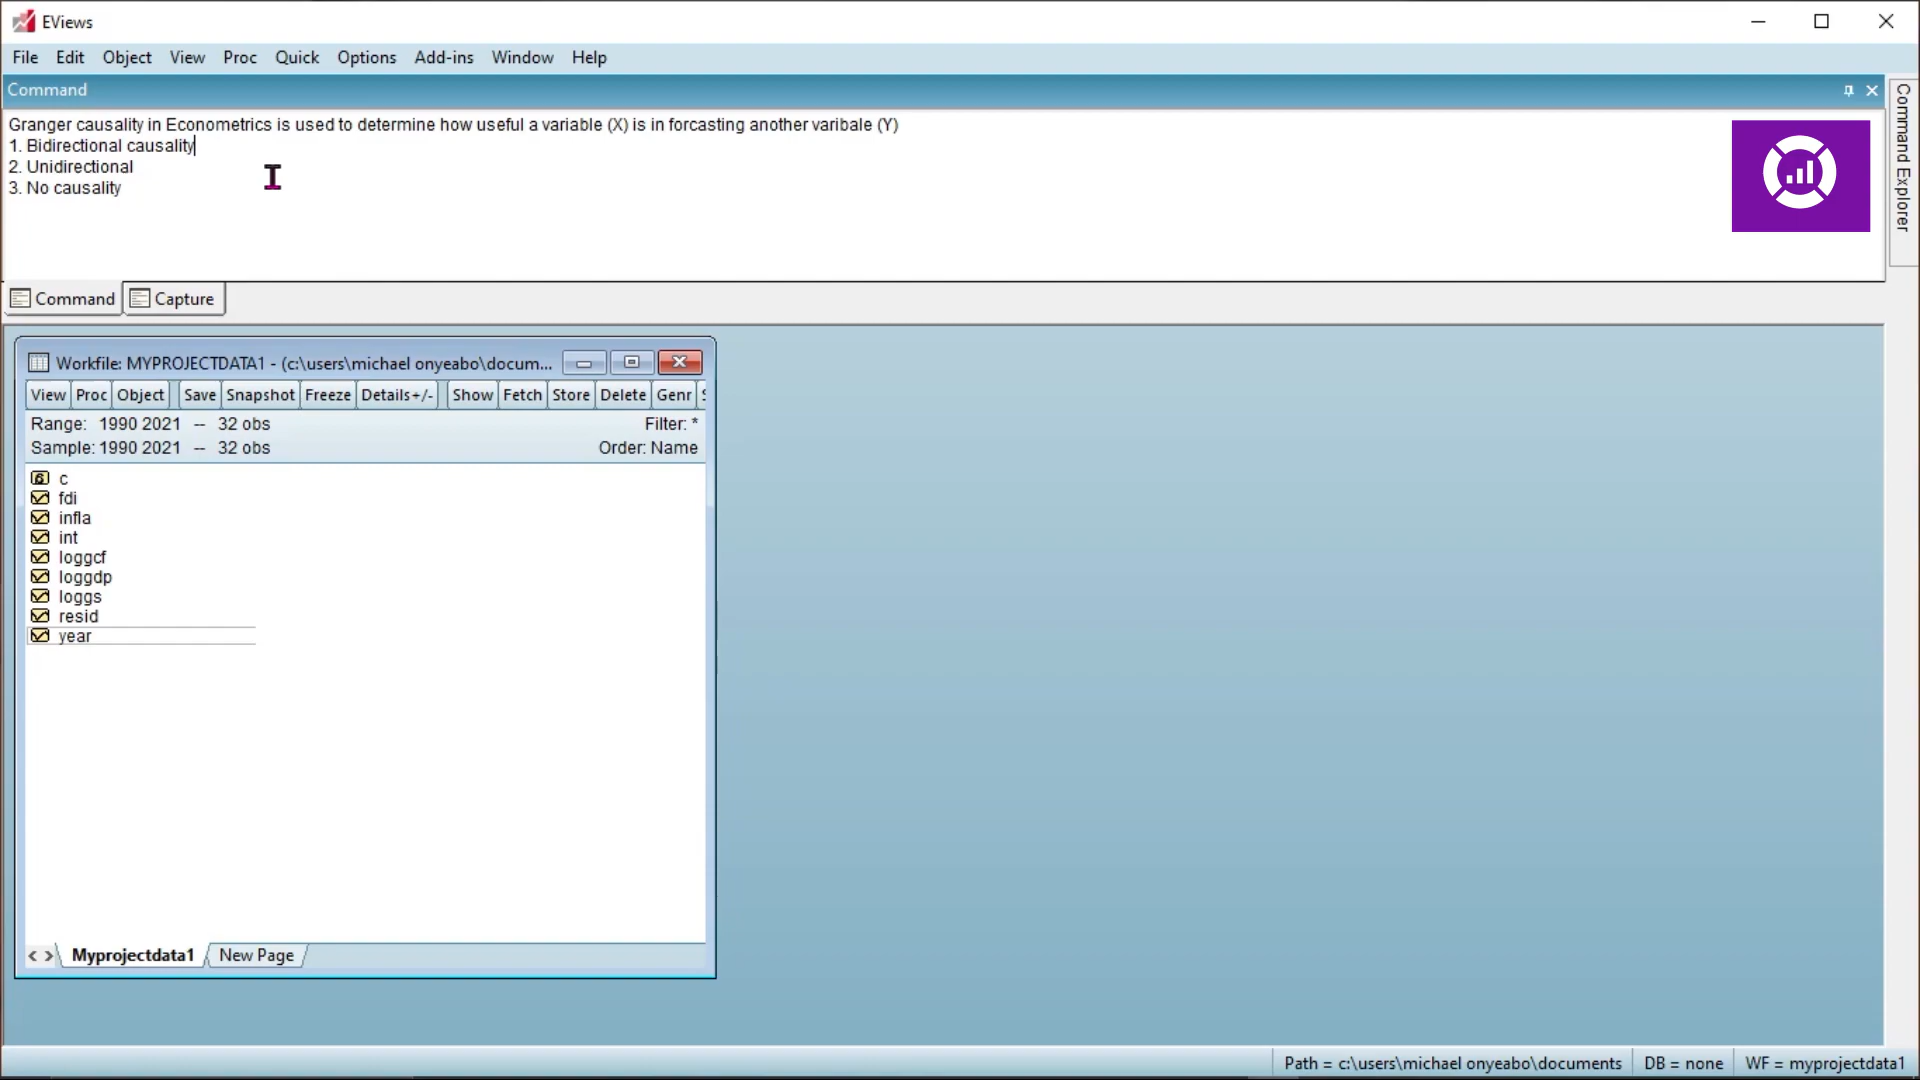 EViews
File Edit Object View Proc Quick Options Add-ins Window Help
Command
Granger causality in Econometrics is used to determine how useful a variable (X) is in forcasting another varibale (Y)
1. Bidirectional causality
2. Unidirectional
3. No causality
Command Explorer
Command Capture
Workfile: MYPROJECTDATA1 - (c:\users\michael onyeabo\docum...
View Proc Object Save Snapshot Freeze Details+/- Show Fetch Store Delete Genr
Range: 1990 2021 -- 32 obs Filter: *
Sample: 1990 2021 -- 32 obs Order: Name
c
fdi
infla
int
loggcf
loggdp
loggs
resid
year
< > Myprojectdata1 New Page
Path = c:\users\michael onyeabo\documents DB = none WF = myprojectdata1